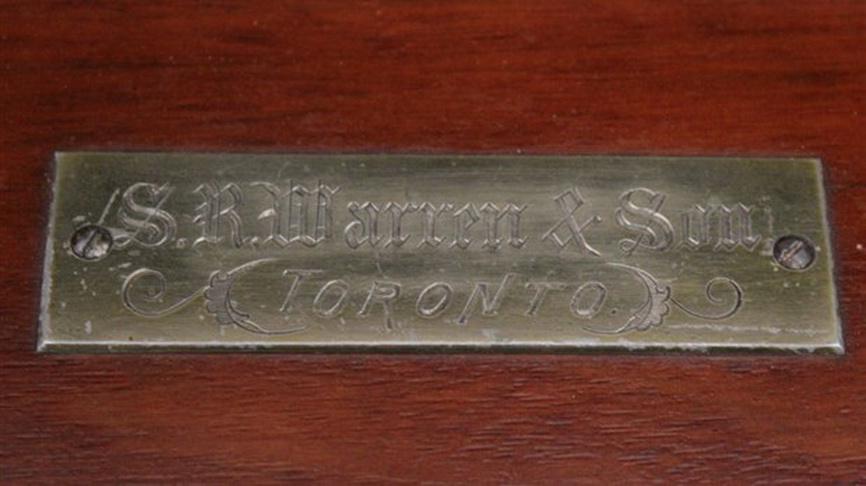 S. R. Warren & Son.
TORONTO.